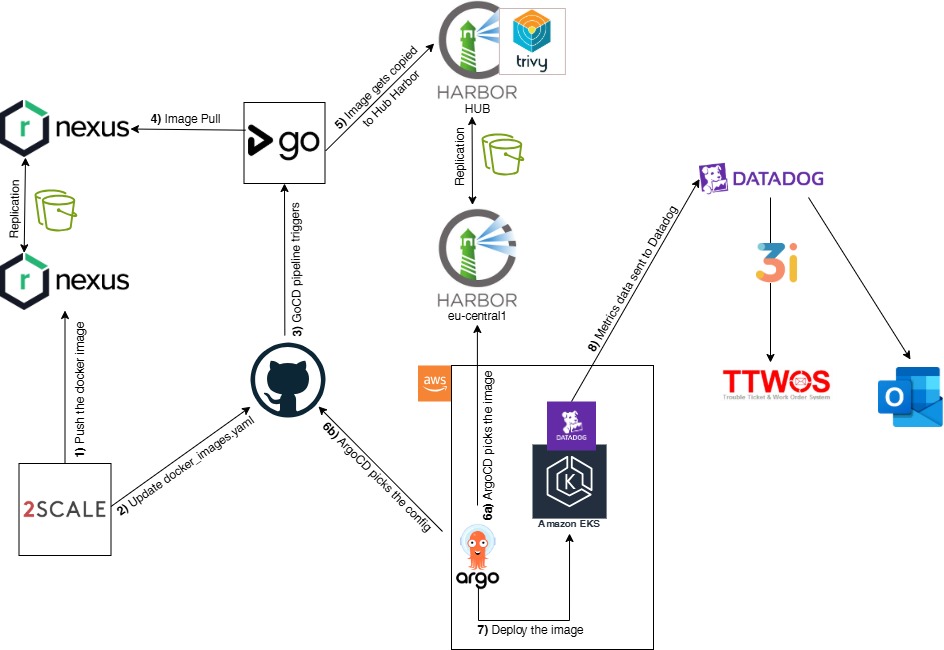 trivy
HARBOR
HUB
5) Image gets copied
to Hub Harbor
4) Image Pull
r nexus
go
Replication
Replication
r nexus
3) GoCD pipeline triggers
HARBOR
eu-central1
DATADOG
8) Metrics data sent to Datadog
3i
TTWOS
Trouble Ticket & Work Order System
O
1) Push the docker image
2SCALE
2) Update docker_images.yaml
6b) ArgoCD picks the config
aws
6a) ArgoCD picks the image
DATADOG
K
Amazon EKS
argo
7) Deploy the image